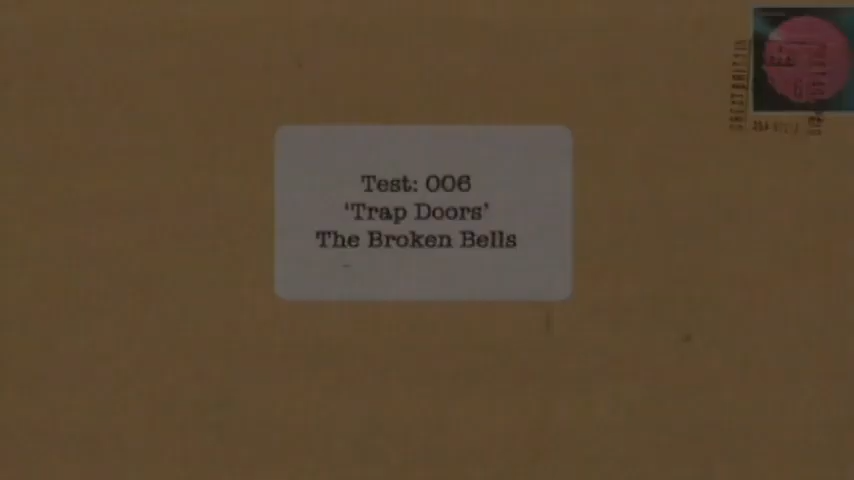 Test: 006
‘Trap Doors’
The Broken Bells